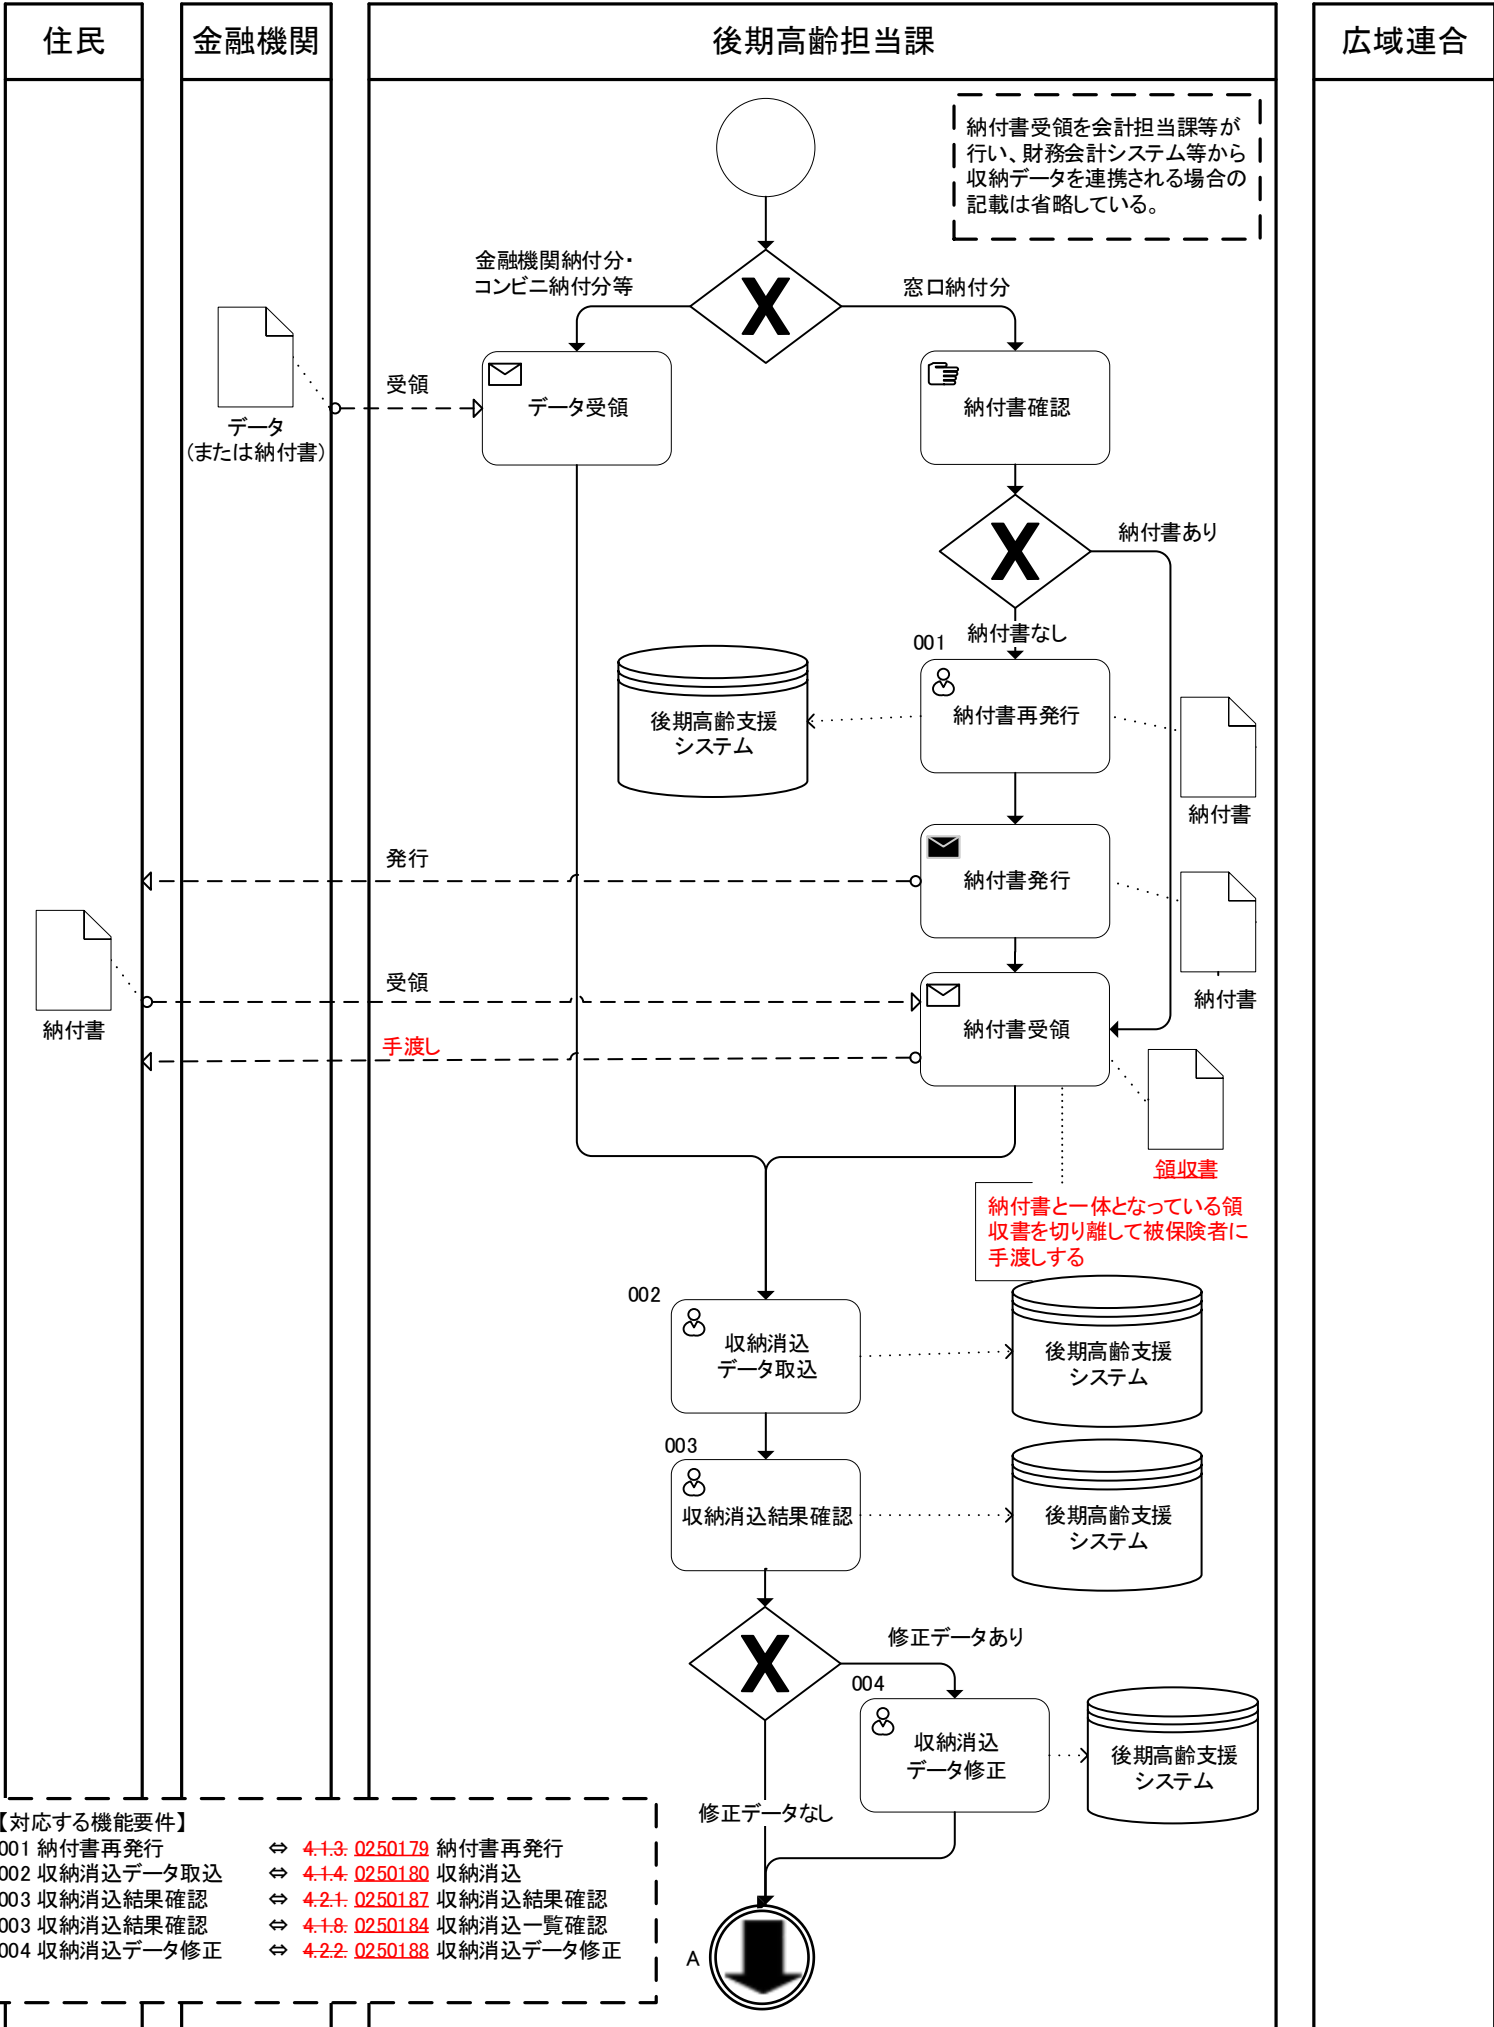 住民
金融機関
後期高齢担当課
広域連合
納付書受領を会計担当課等が
行い、財務会計システム等から
収納データを連携される場合の
記載は省略している。
金融機関納付分・
コンビニ納付分等
窓口納付分
データ
(または納付書)
受領
データ受領
納付書確認
納付書あり
納付書なし
001
納付書再発行
後期高齢支援
システム
納付書
発行
納付書発行
納付書
納付書
受領
納付書受領
手渡し
領収書
納付書と一体となっている領
収書を切り離して被保険者に
手渡しする
002
収納消込
データ取込
後期高齢支援
システム
003
収納消込結果確認
後期高齢支援
システム
修正データあり
004
収納消込
データ修正
後期高齢支援
システム
修正データなし
A
【対応する機能要件】
001 納付書再発行 ⇔ 4.1.3. 0250179 納付書再発行
002 収納消込データ取込 ⇔ 4.1.4. 0250180 収納消込
003 収納消込結果確認 ⇔ 4.2.1. 0250187 収納消込結果確認
003 収納消込結果確認 ⇔ 4.1.8. 0250184 収納消込一覧確認
004 収納消込データ修正 ⇔ 4.2.2. 0250188 収納消込データ修正